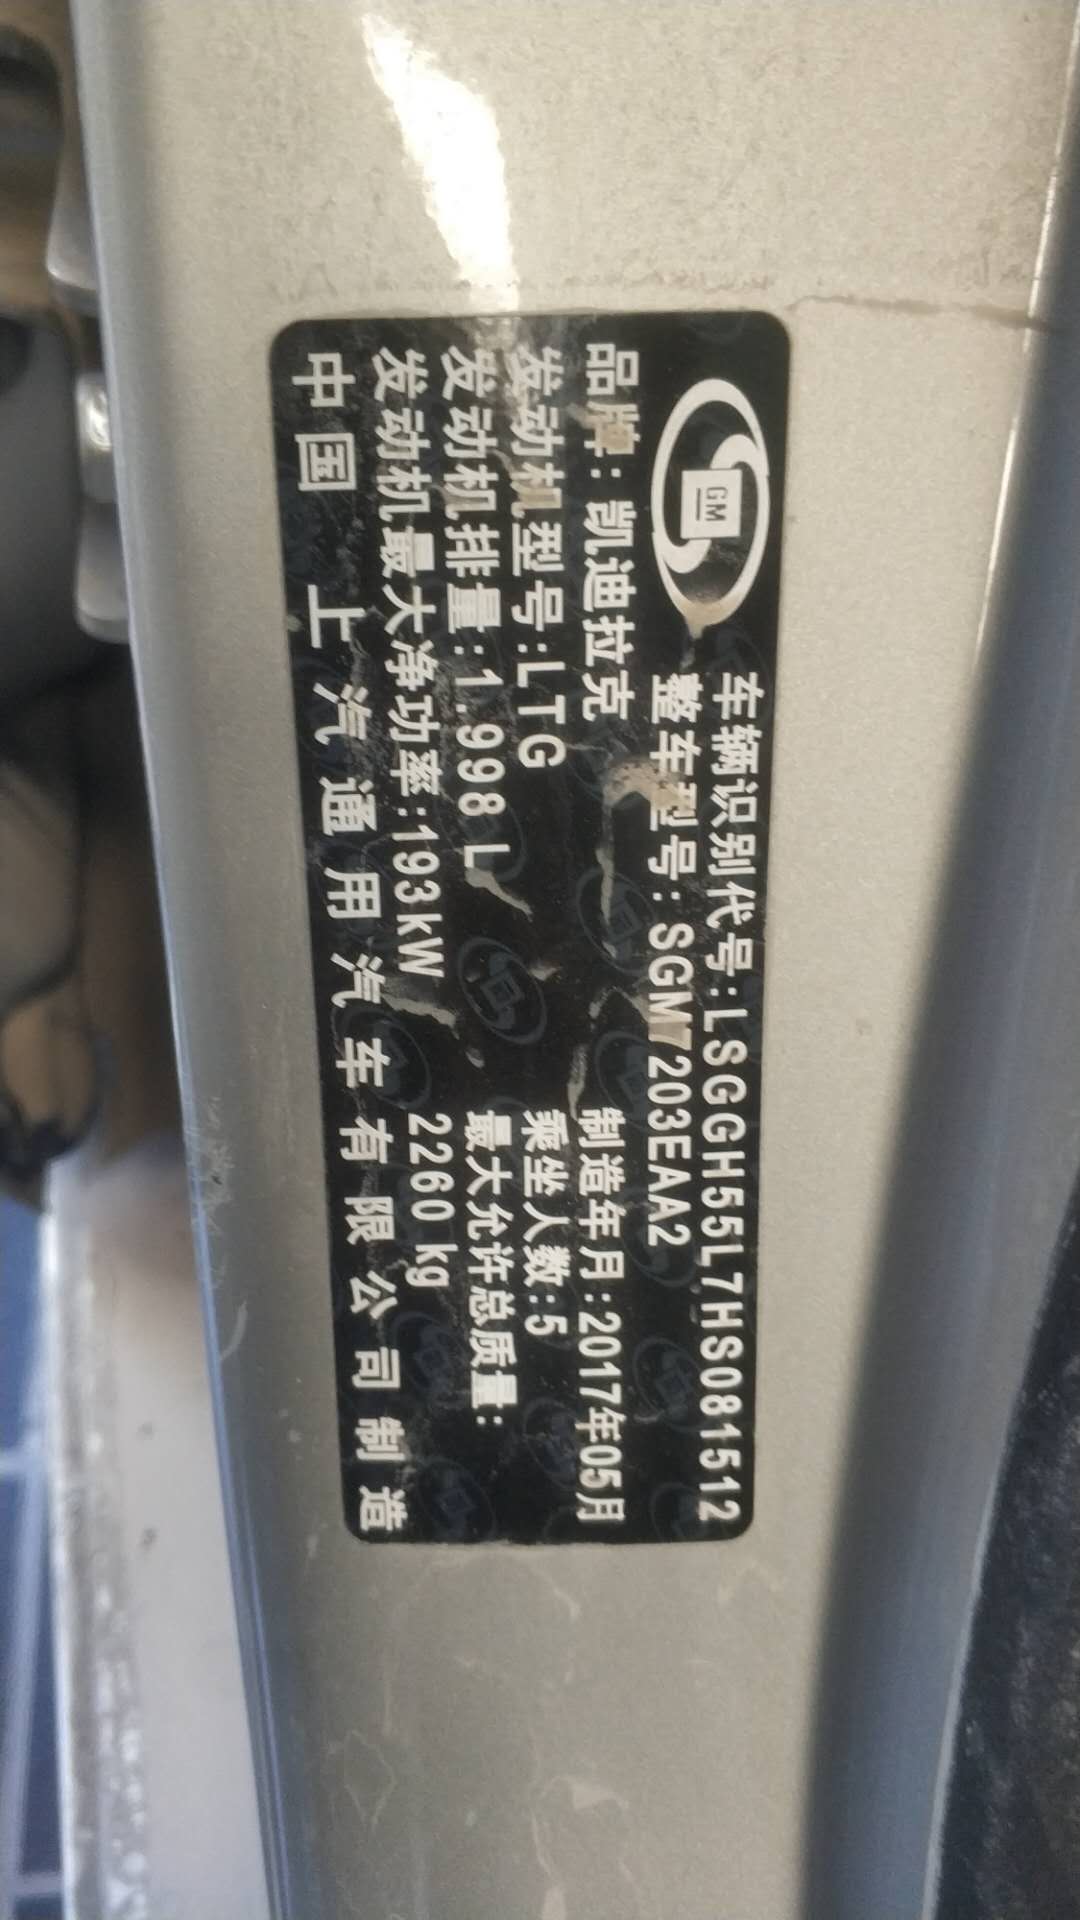 GM
车辆识别代号:LSGGH55L7HS081512
整车型号:SGM7203EAA2
品牌:凯迪拉克
制造年月:2017年05月
发动机型号:LTG
乘坐人数:5
发动机排量:1.998 L
最大允许总质量:
发动机最大净功率:193kW
2260 kg
中国 上汽通用汽车有限公司制造